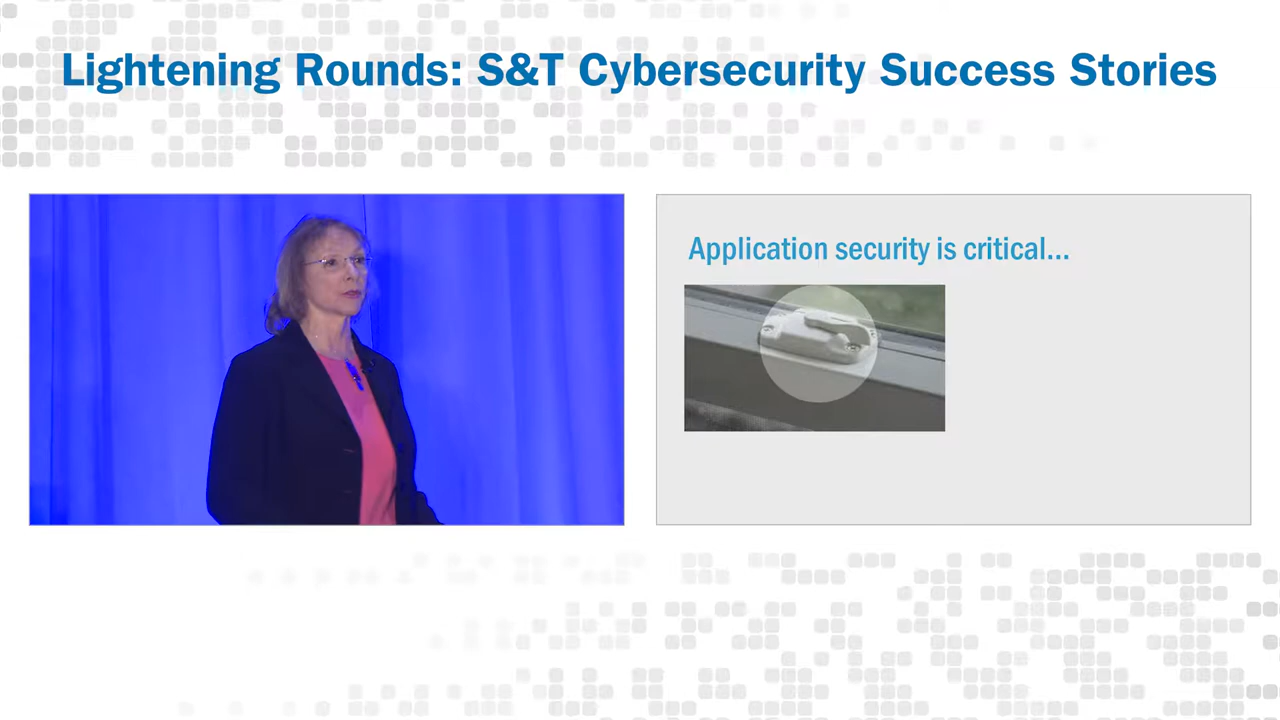 Lightening Rounds: S&T Cybersecurity Success Stories
Application security is critical...